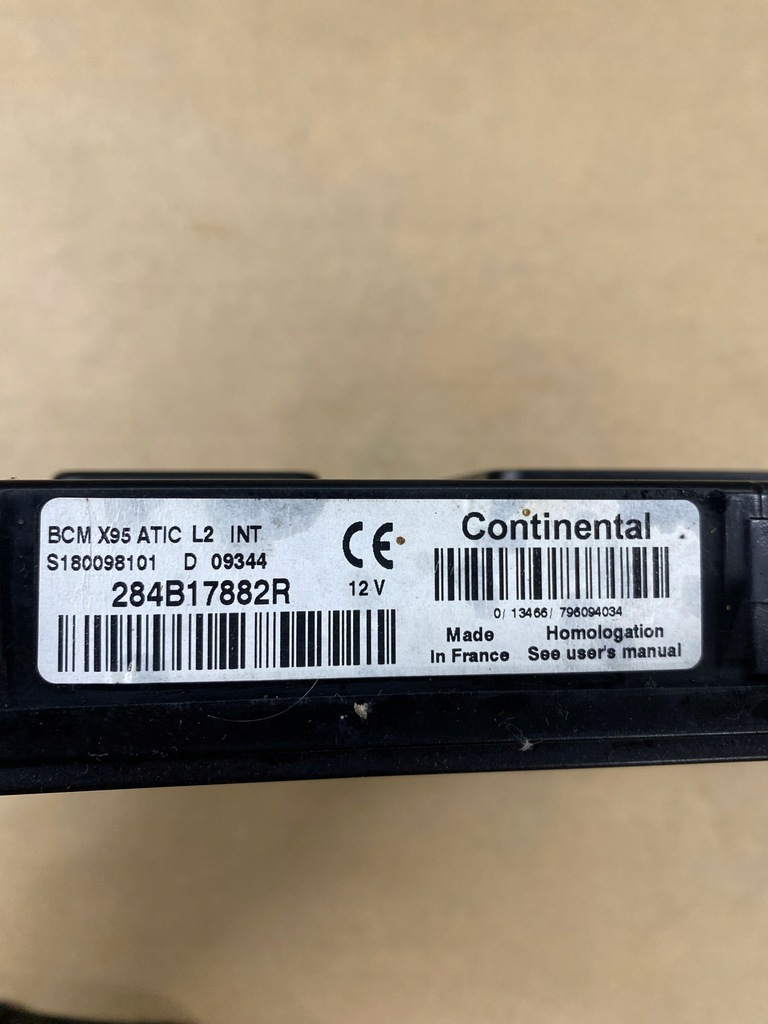 BCM X95 ATIC L2 INT
S180098101 D 09344
284B17882R
CE
12 V
Continental
0/ 13466/ 796094034
Made
in France
Homologation
See user's manual